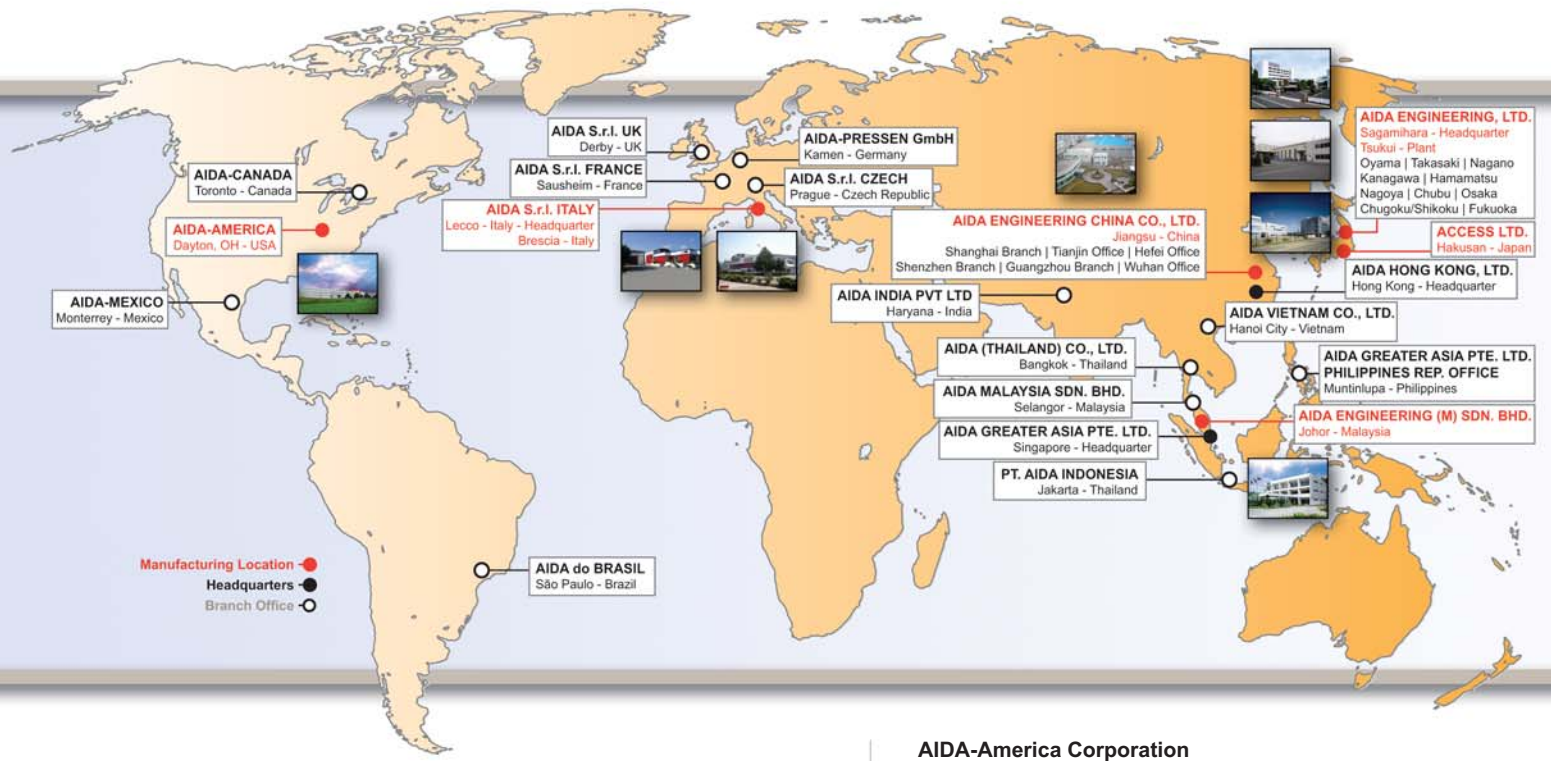 AIDA-CANADA
Toronto - Canada
AIDA-AMERICA
Dayton, OH - USA
AIDA-MEXICO
Monterrey - Mexico
AIDA do BRASIL
São Paulo - Brazil
Manufacturing Location
Headquarters
Branch Office
AIDA S.r.l. UK
Derby - UK
AIDA S.r.l. FRANCE
Sausheim - France
AIDA S.r.l. ITALY
Lecco - Italy - Headquarter
Brescia - Italy
AIDA-PRESSEN GmbH
Kamen - Germany
AIDA S.r.l. CZECH
Prague - Czech Republic
AIDA ENGINEERING CHINA CO., LTD.
Jiangsu - China
Shanghai Branch | Tianjin Office | Hefei Office
Shenzhen Branch | Guangzhou Branch | Wuhan Office
AIDA INDIA PVT LTD
Haryana - India
AIDA (THAILAND) CO., LTD.
Bangkok - Thailand
AIDA MALAYSIA SDN. BHD.
Selangor - Malaysia
AIDA GREATER ASIA PTE. LTD.
Singapore - Headquarter
PT. AIDA INDONESIA
Jakarta - Thailand
AIDA ENGINEERING, LTD.
Sagamihara - Headquarter
Tsukui - Plant
Oyama | Takasaki | Nagano
Kanagawa | Hamamatsu
Nagoya | Chubu | Osaka
Chugoku/Shikoku | Fukuoka
ACCESS LTD.
Hakusan - Japan
AIDA HONG KONG, LTD.
Hong Kong - Headquarter
AIDA VIETNAM CO., LTD.
Hanoi City - Vietnam
AIDA GREATER ASIA PTE. LTD.
PHILIPPINES REP. OFFICE
Muntinlupa - Philippines
AIDA ENGINEERING (M) SDN. BHD.
Johor - Malaysia
AIDA-America Corporation